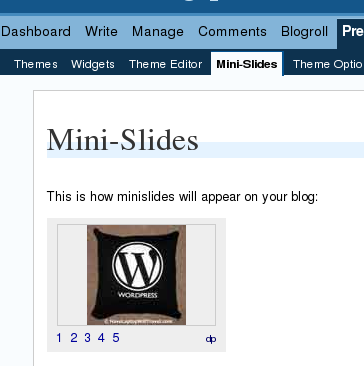 Dashboard Write Manage Comments Blogroll Pre
Themes Widgets Theme Editor Mini-Slides Theme Optio
Mini-Slides
This is how minislides will appear on your blog:
W
WORDPRESS
1 2 3 4 5 dp